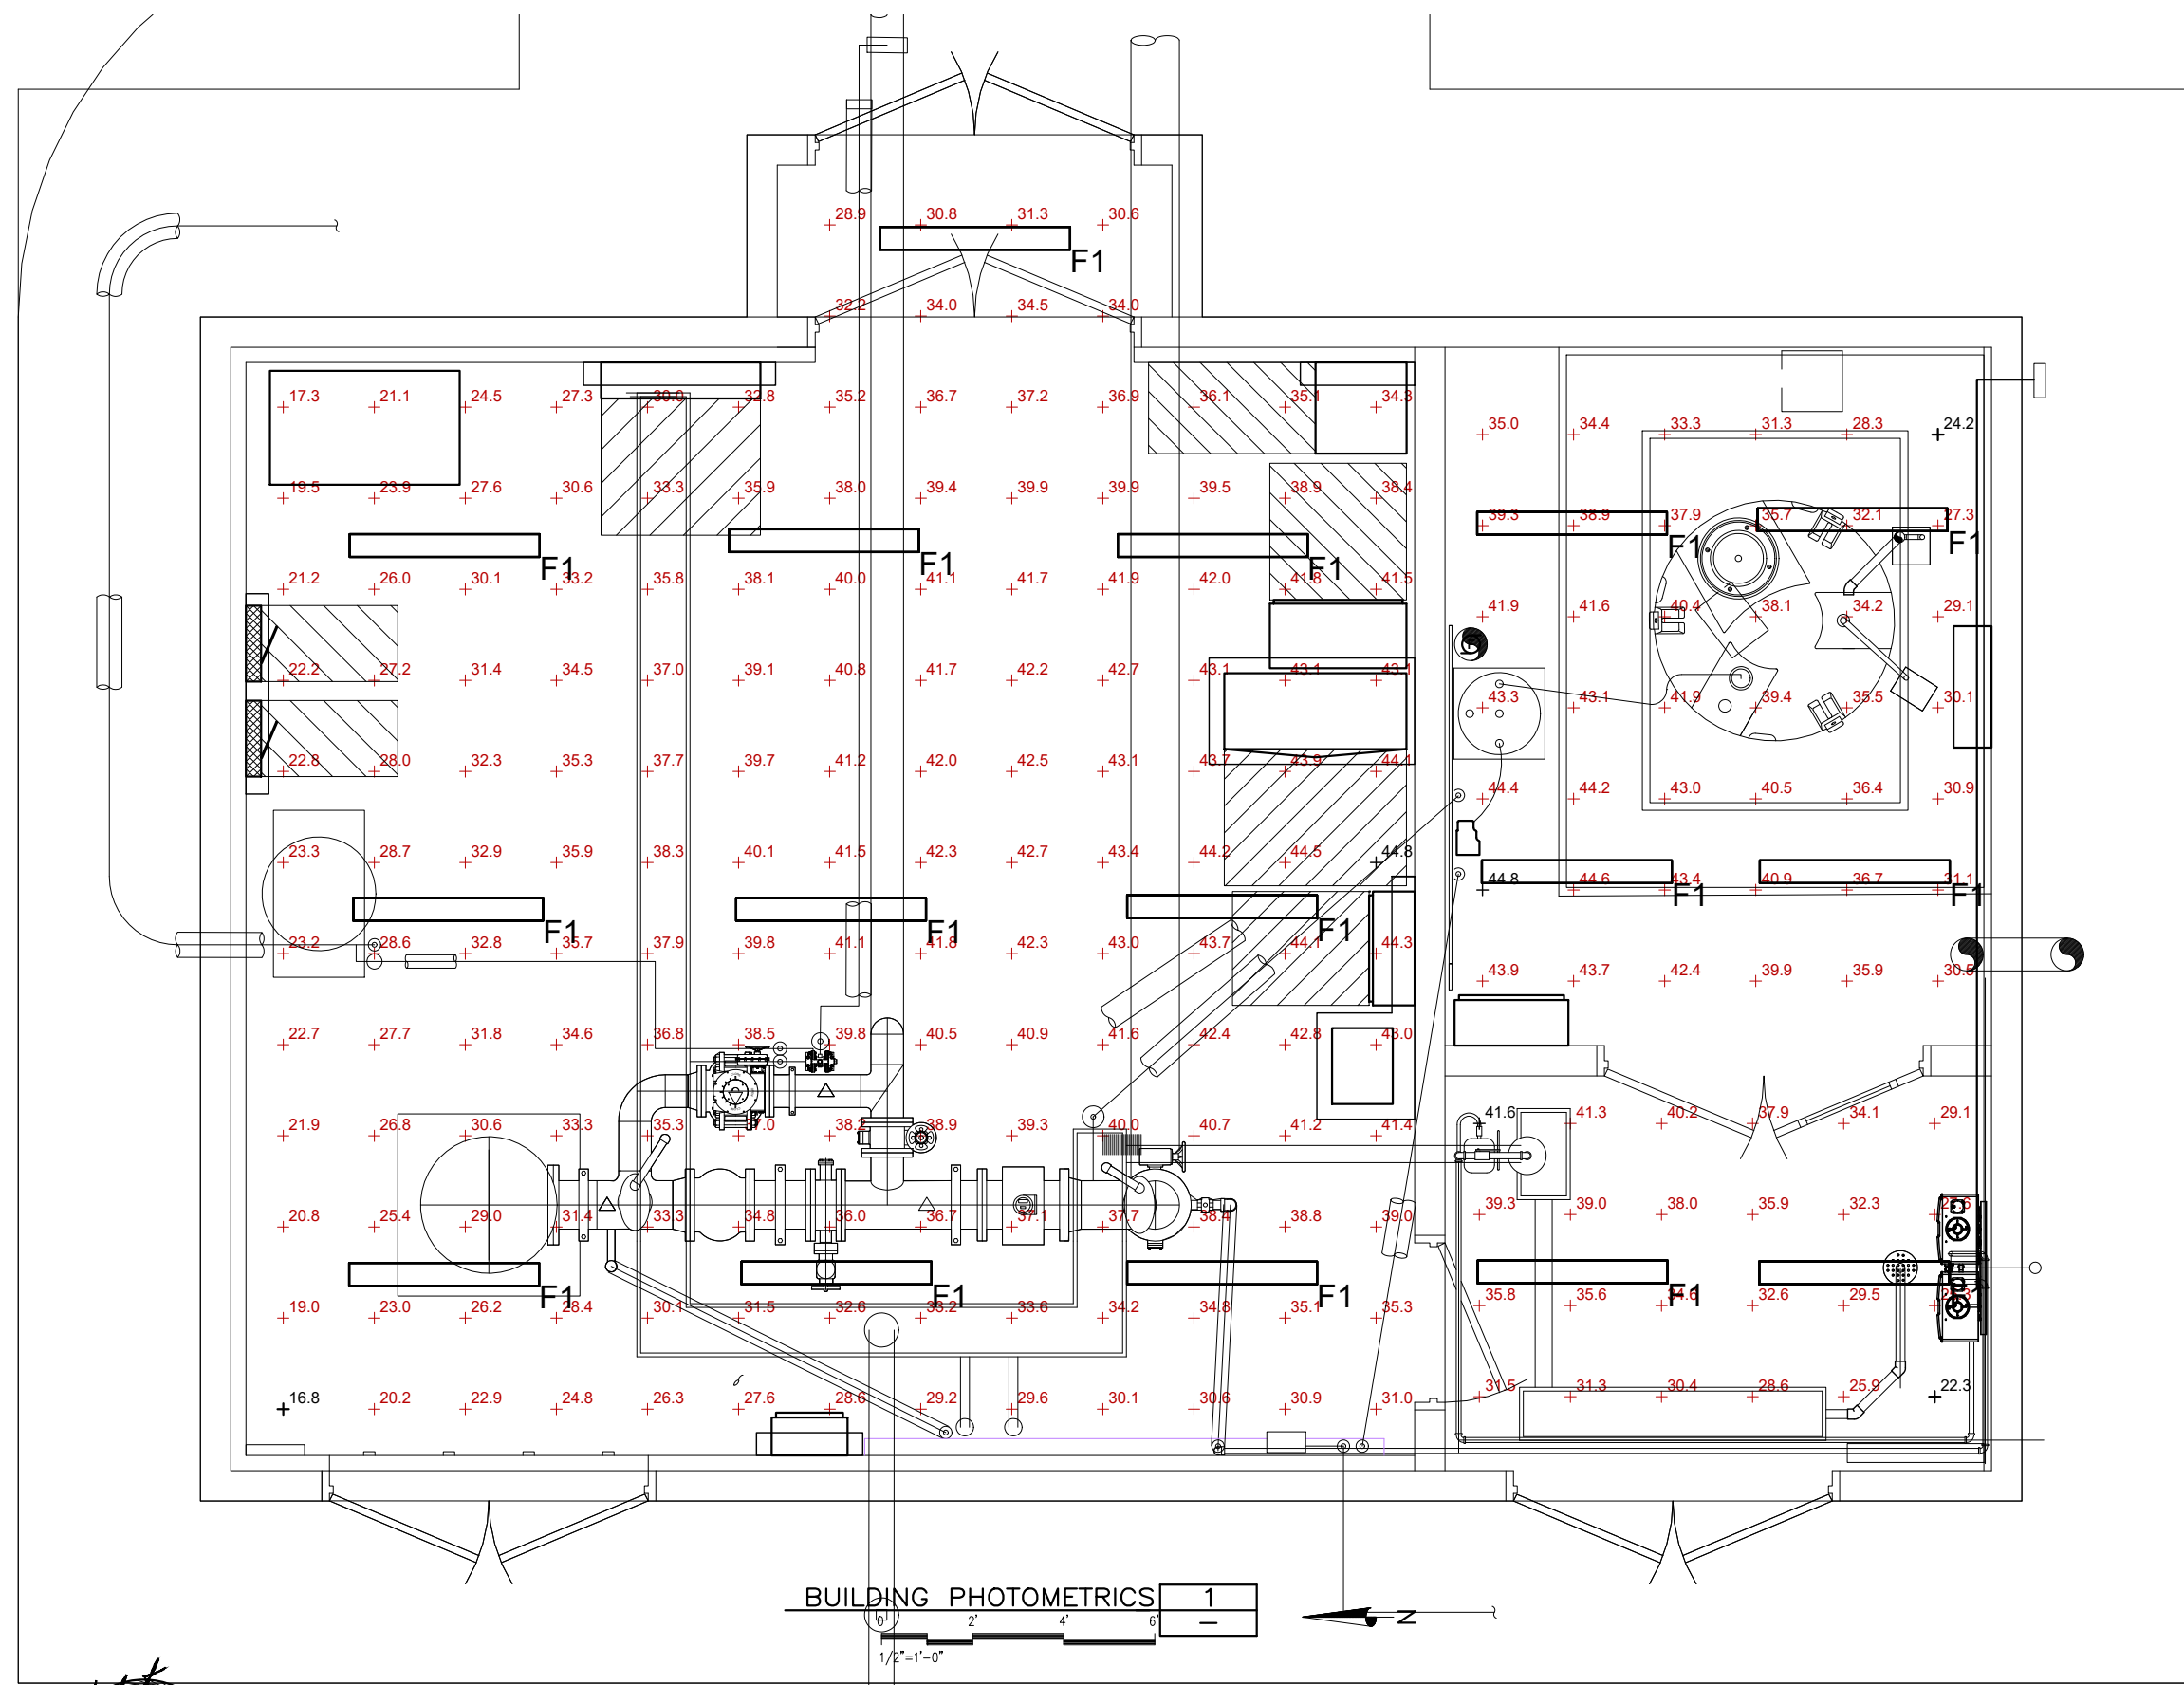 28.9 30.8 31.3 30.6
F1
32.2 34.0 34.5 34.0
17.3 21.1 24.5 27.3 30.0 32.8 35.2 36.7 37.2 36.9 36.1 35.1 34.3
35.0 34.4 33.3 31.3 28.3 24.2
19.5 23.9 27.6 30.6 33.3 35.9 38.0 39.4 39.9 39.9 39.5 38.9 38.4
39.3 38.9 37.9 35.7 32.1 27.3
F1 F1 F1 F1 F1
21.2 26.0 30.1 33.2 35.8 38.1 40.0 41.1 41.7 41.9 42.0 41.8 41.5
41.9 41.6 40.4 38.1 34.2 29.1
22.2 27.2 31.4 34.5 37.0 39.1 40.8 41.7 42.2 42.7 43.1 43.1 43.1
43.3 43.1 41.9 39.4 35.5 30.1
22.8 28.0 32.3 35.3 37.7 39.7 41.2 42.0 42.5 43.1 43.7 43.9 44.1
44.4 44.2 43.0 40.5 36.4 30.9
23.3 28.7 32.9 35.9 38.3 40.1 41.5 42.3 42.7 43.4 44.2 44.5 44.8
44.8 44.6 43.4 40.9 36.7 31.1
F1 F1
F1 F1 F1
23.2 28.6 32.8 35.7 37.9 39.8 41.1 41.8 42.3 43.0 43.7 44.1 44.3
43.9 43.7 42.4 39.9 35.9 30.5
22.7 27.7 31.8 34.6 36.8 38.5 39.8 40.5 40.9 41.6 42.4 42.8 43.0
41.6 41.3 40.2 37.9 34.1 29.1
21.9 26.8 30.6 33.3 35.3 37.0 38.2 38.9 39.3 40.0 40.7 41.2 41.4
39.3 39.0 38.0 35.9 32.3
20.8 25.4 29.0 31.4 33.3 34.8 36.0 36.7 37.1 37.7 38.4 38.8 39.0
F1 F1 F1 F1
35.8 35.6 34.6 32.6 29.5
19.0 23.0 26.2 28.4 30.1 31.5 32.6 33.2 33.6 34.2 34.8 35.1 35.3
31.5 31.3 30.4 28.6 25.9 22.3
16.8 20.2 22.9 24.8 26.3 27.6 28.6 29.2 29.6 30.1 30.6 30.9 31.0
BUILDING PHOTOMETRICS 1
—
0 2' 4' 6'
N
1/2"=1'-0"